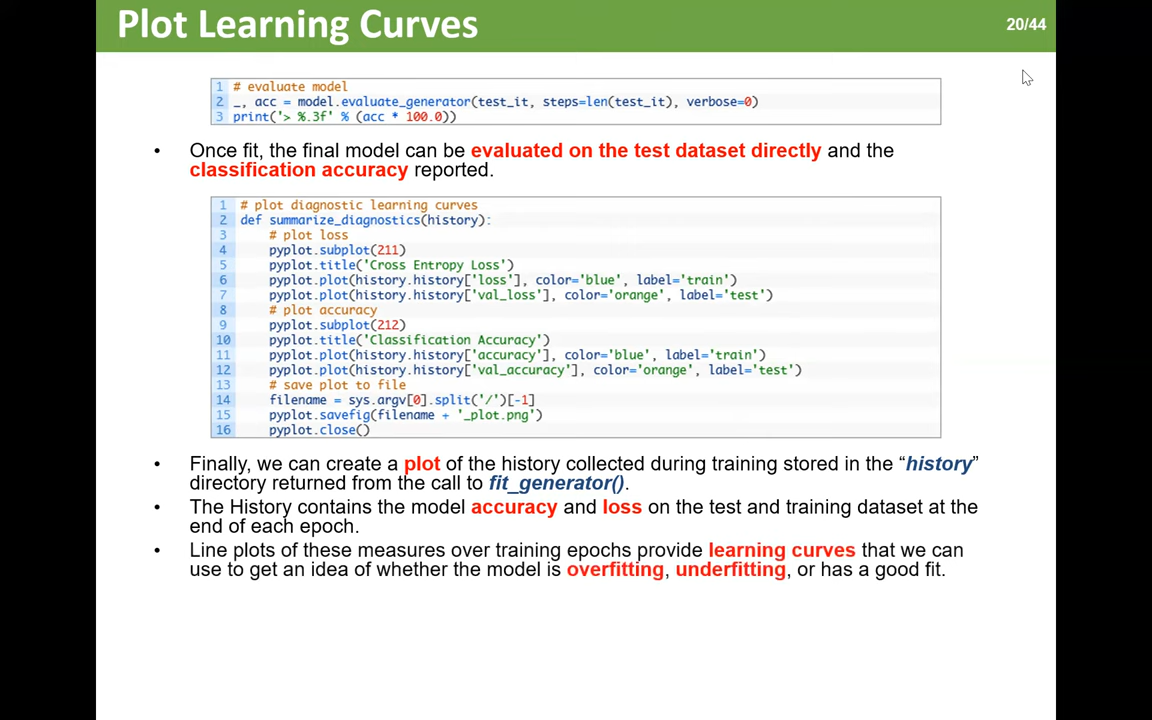 Plot Learning Curves
20/44
1 # evaluate model
2 _, acc = model.evaluate_generator(test_it, steps=len(test_it), verbose=0)
3 print('> %.3f' % (acc * 100.0))
• Once fit, the final model can be evaluated on the test dataset directly and the
classification accuracy reported.
1 # plot diagnostic learning curves
2 def summarize_diagnostics(history):
3 # plot loss
4 pyplot.subplot(211)
5 pyplot.title('Cross Entropy Loss')
6 pyplot.plot(history.history['loss'], color='blue', label='train')
7 pyplot.plot(history.history['val_loss'], color='orange', label='test')
8 # plot accuracy
9 pyplot.subplot(212)
10 pyplot.title('Classification Accuracy')
11 pyplot.plot(history.history['accuracy'], color='blue', label='train')
12 pyplot.plot(history.history['val_accuracy'], color='orange', label='test')
13 # save plot to file
14 filename = sys.argv[0].split('/')[-1]
15 pyplot.savefig(filename + '_plot.png')
16 pyplot.close()
• Finally, we can create a plot of the history collected during training stored in the “history”
directory returned from the call to fit_generator().
• The History contains the model accuracy and loss on the test and training dataset at the
end of each epoch.
• Line plots of these measures over training epochs provide learning curves that we can
use to get an idea of whether the model is overfitting, underfitting, or has a good fit.